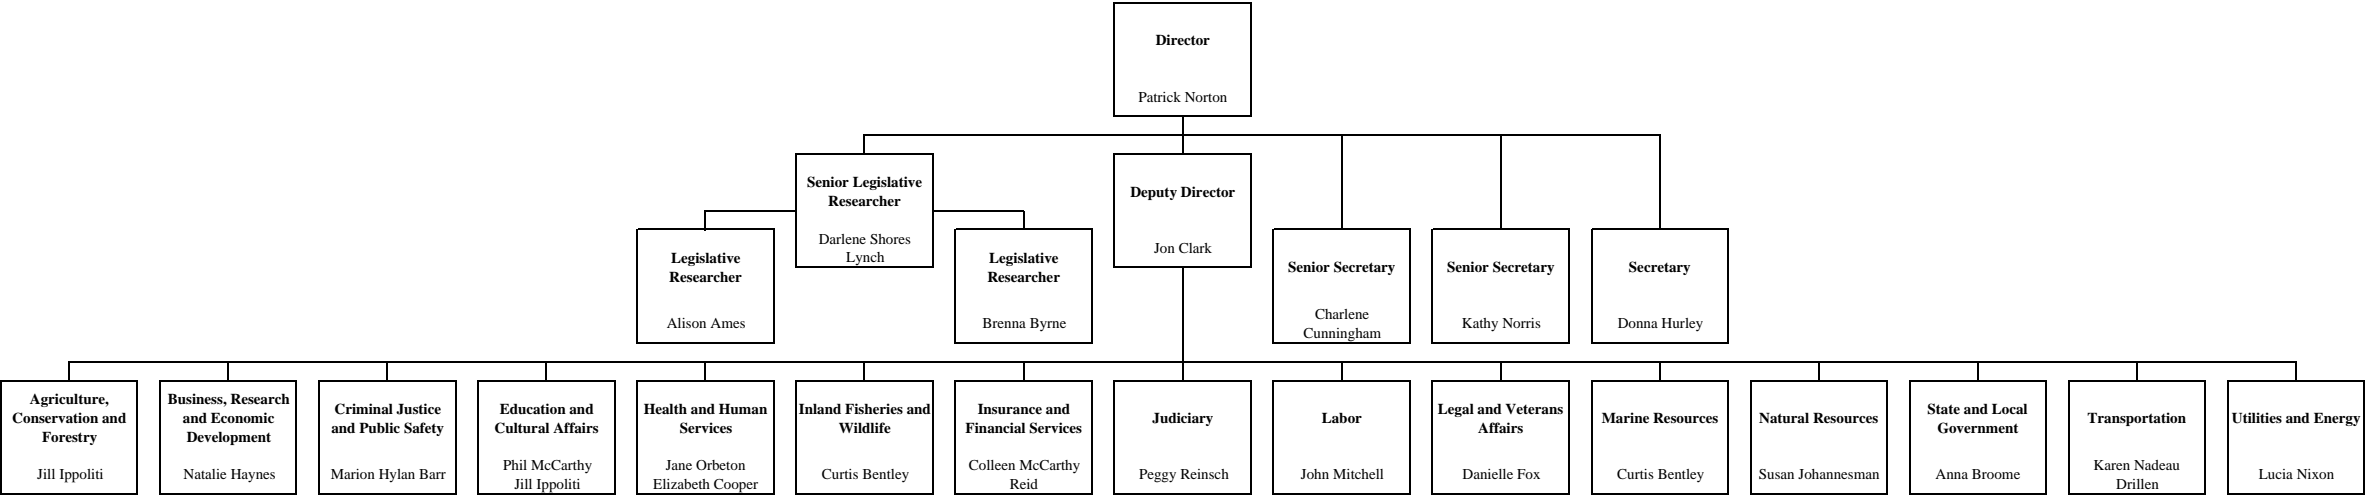 Director
Patrick Norton
Senior Legislative
Researcher
Darlene Shores
Lynch
Deputy Director
Jon Clark
Legislative
Researcher
Alison Ames
Legislative
Researcher
Brenna Byrne
Senior Secretary
Charlene
Cunningham
Senior Secretary
Kathy Norris
Secretary
Donna Hurley
Agriculture,
Conservation and
Forestry
Jill Ippoliti
Business, Research
and Economic
Development
Natalie Haynes
Criminal Justice
and Public Safety
Marion Hylan Barr
Education and
Cultural Affairs
Phil McCarthy
Jill Ippoliti
Health and Human
Services
Jane Orbeton
Elizabeth Cooper
Inland Fisheries and
Wildlife
Curtis Bentley
Insurance and
Financial Services
Colleen McCarthy
Reid
Judiciary
Peggy Reinsch
Labor
John Mitchell
Legal and Veterans
Affairs
Danielle Fox
Marine Resources
Curtis Bentley
Natural Resources
Susan Johannesman
State and Local
Government
Anna Broome
Transportation
Karen Nadeau
Drillen
Utilities and Energy
Lucia Nixon